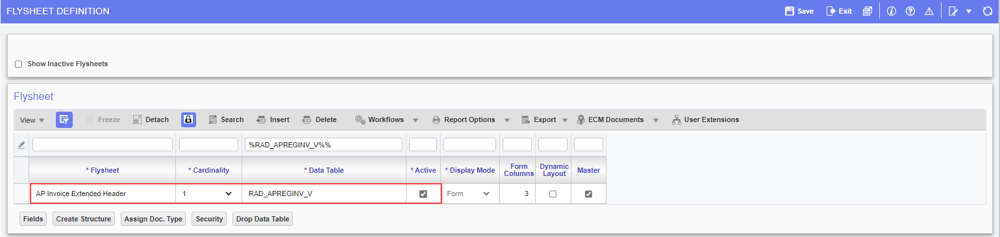 FLYSHEET DEFINITION Save Exit
Show Inactive Flysheets
Flysheet
View Freeze Detach Search Insert Delete Workflows Report Options Export ECM Documents User Extensions
%RAD_APREGINV_V%%
* Flysheet * Cardinality * Data Table * Active * Display Mode Form Columns Dynamic Layout Master
AP Invoice Extended Header 1 RAD_APREGINV_V Form 3
Fields Create Structure Assign Doc. Type Security Drop Data Table